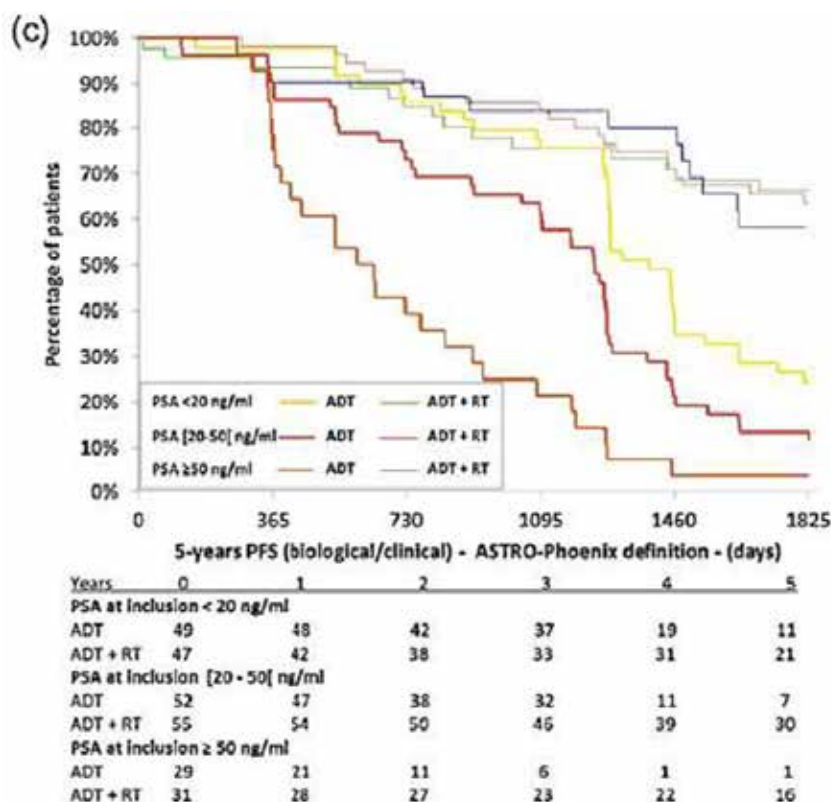 (c)
100%
90%
80%
70%
60%
50%
40%
30%
20%
10%
0%
Percentage of patients
PSA <20 ng/ml ADT ADT + RT
PSA [20-50[ ng/ml ADT ADT + RT
PSA ≥50 ng/ml ADT ADT + RT
0 365 730 1095 1460 1825
5-years PFS (biological/clinical) - ASTRO-Phoenix definition - (days)
Years 0 1 2 3 4 5
PSA at inclusion < 20 ng/ml
ADT 49 48 42 37 19 11
ADT + RT 47 42 38 33 31 21
PSA at inclusion [20 - 50[ ng/ml
ADT 52 47 38 32 11 7
ADT + RT 55 54 50 46 39 30
PSA at inclusion ≥ 50 ng/ml
ADT 29 21 11 6 1 1
ADT + RT 31 28 27 23 22 16